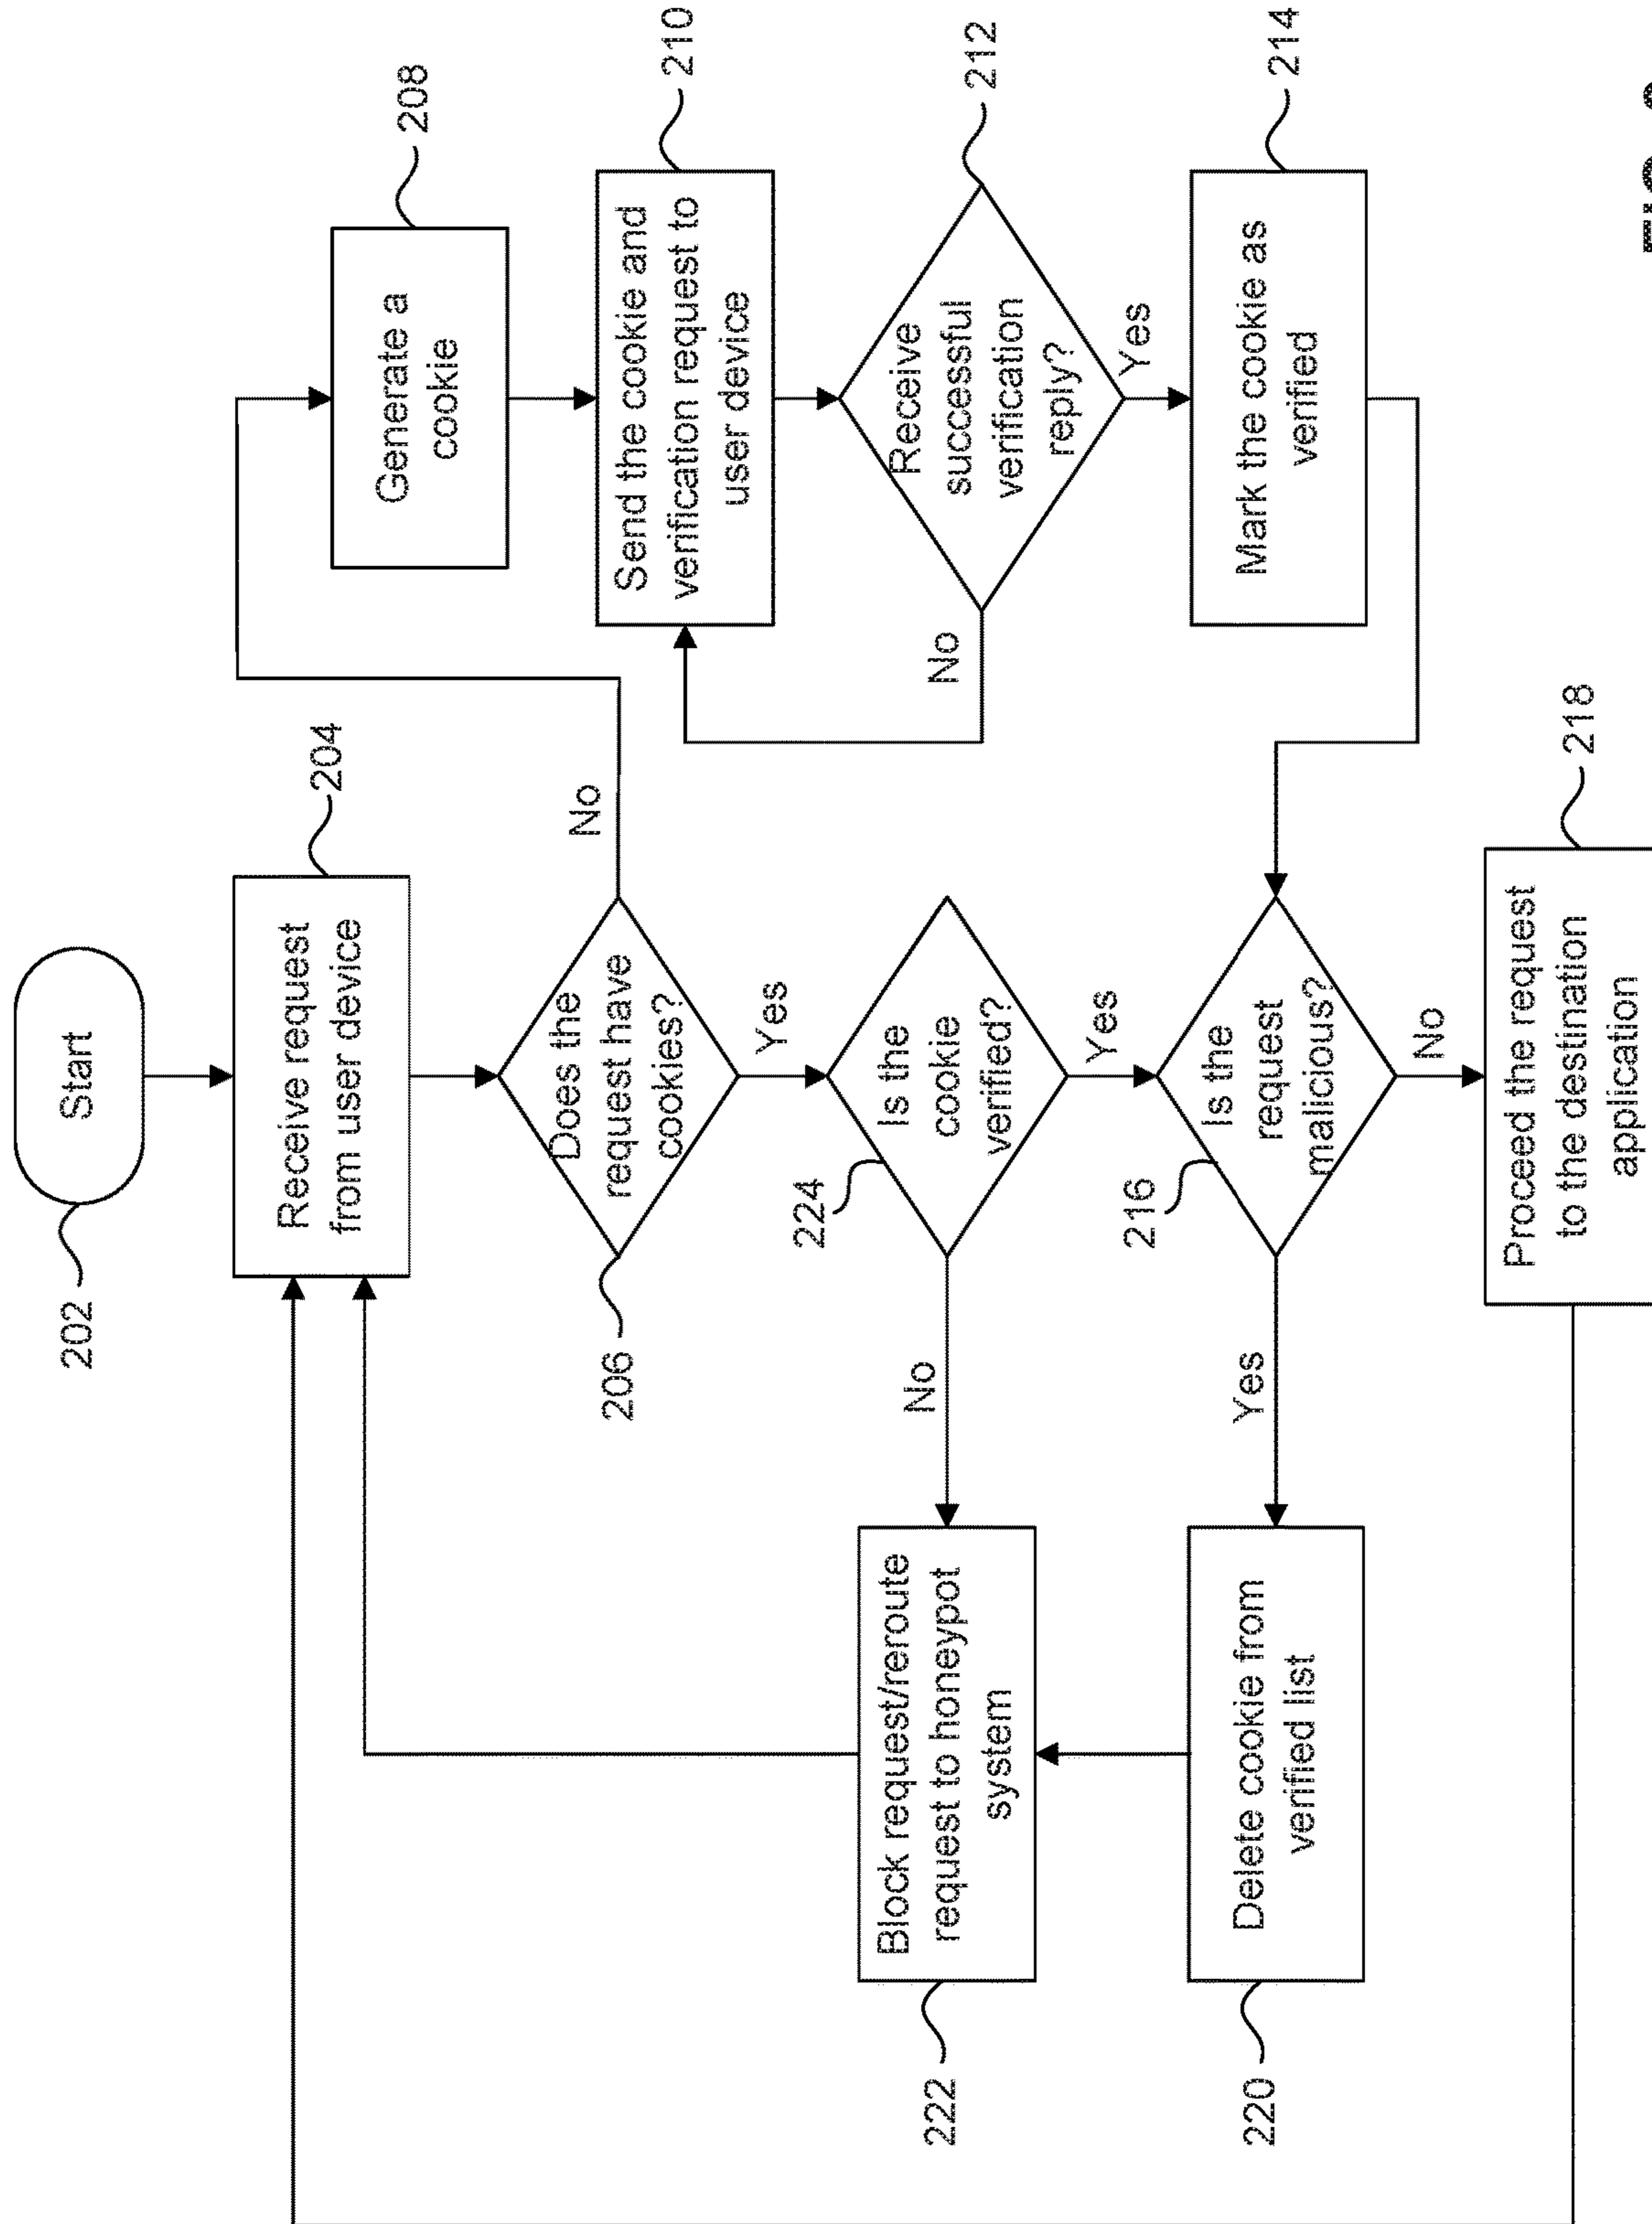 Start
202
Receive request
from user device
204
Does the
request have
cookies?
206
No
Yes
Generate a
cookie
208
Send the cookie and
verification request to
user device
210
Receive
successful
verification
reply?
212
No
Yes
Mark the cookie as
verified
214
Is the
cookie
verified?
224
No
Yes
Is the
request
malicious?
216
Yes
No
Proceed the request
to the destination
application
218
Block request/reroute
request to honeypot
system
222
Delete cookie from
verified list
220